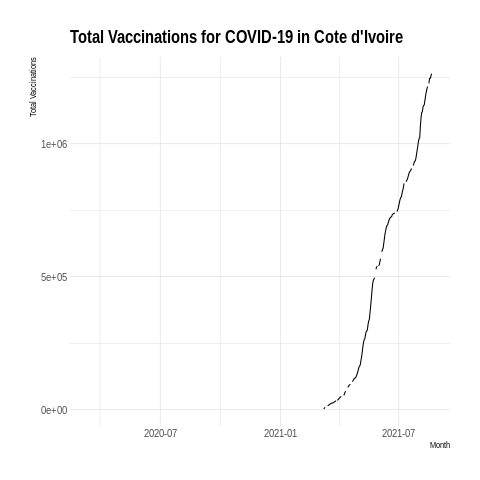 Total Vaccinations for COVID-19 in Cote d'Ivoire
Total Vaccinations
1e+06
5e+05
0e+00
2020-07 2021-01 2021-07
Month